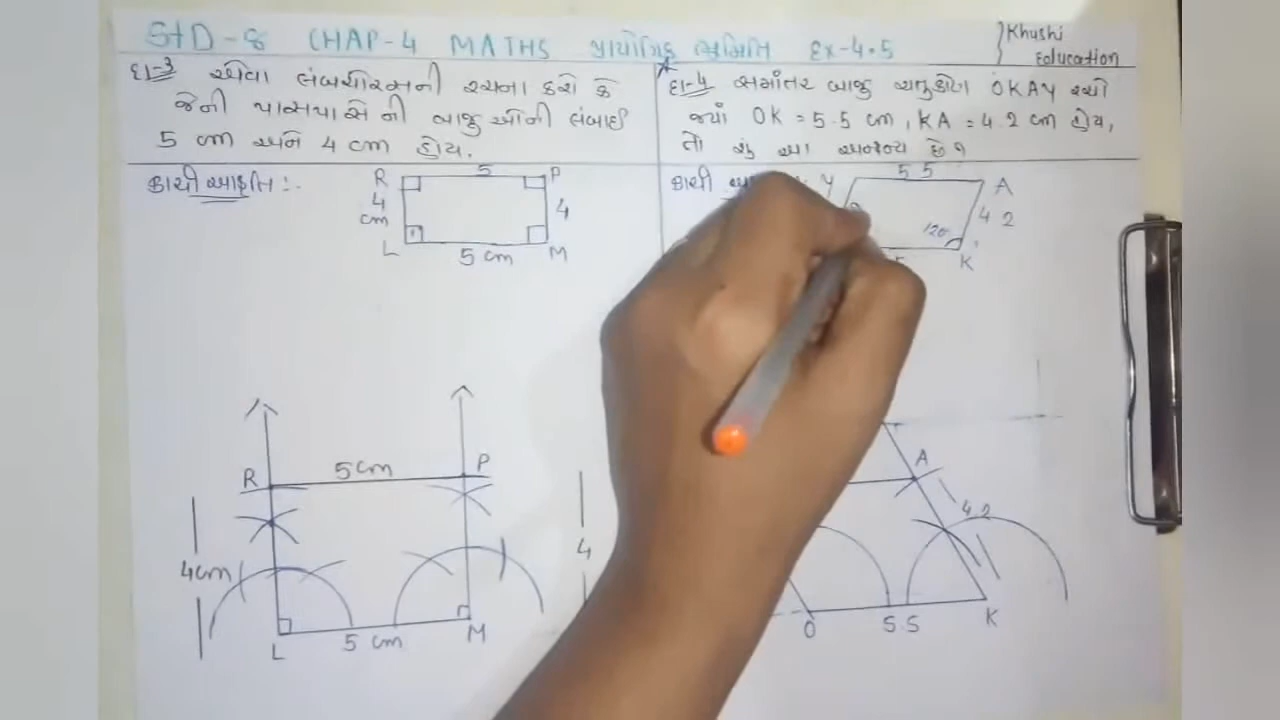 STD-8 CHAP-4 MATHS પ્રાયોગિક ભૂમિતિ Ex-4.5
Khushi
Education
દા-3 એવા લંબચોરસની રચના કરો કે
જેની પાસપાસેની બાજુઓની લંબાઈ
5 cm અને 4 cm હોય.
દા-4 સમાંતર બાજુ ચતુષ્કોણ OKAY રચો
જ્યાં OK = 5.5 cm, KA = 4.2 cm હોય,
તો શું આ અનન્ય છે ?
કાચી આકૃતિ :-
R 5 P
4
cm
4
L 5 cm M
કાચી
Y 5 5 A
4 2
120
K
R 5cm P
4cm
L 5 cm M
4
A
4.2
O 5.5 K